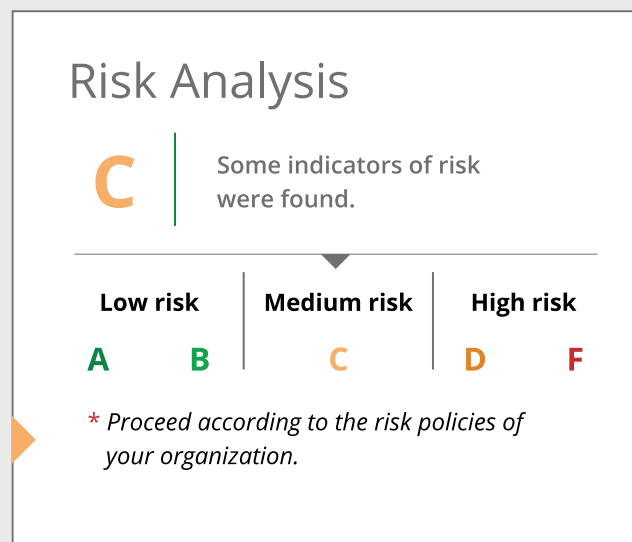 Risk Analysis
C
Some indicators of risk
were found.
Low risk
Medium risk
High risk
A B C D F
* Proceed according to the risk policies of
your organization.